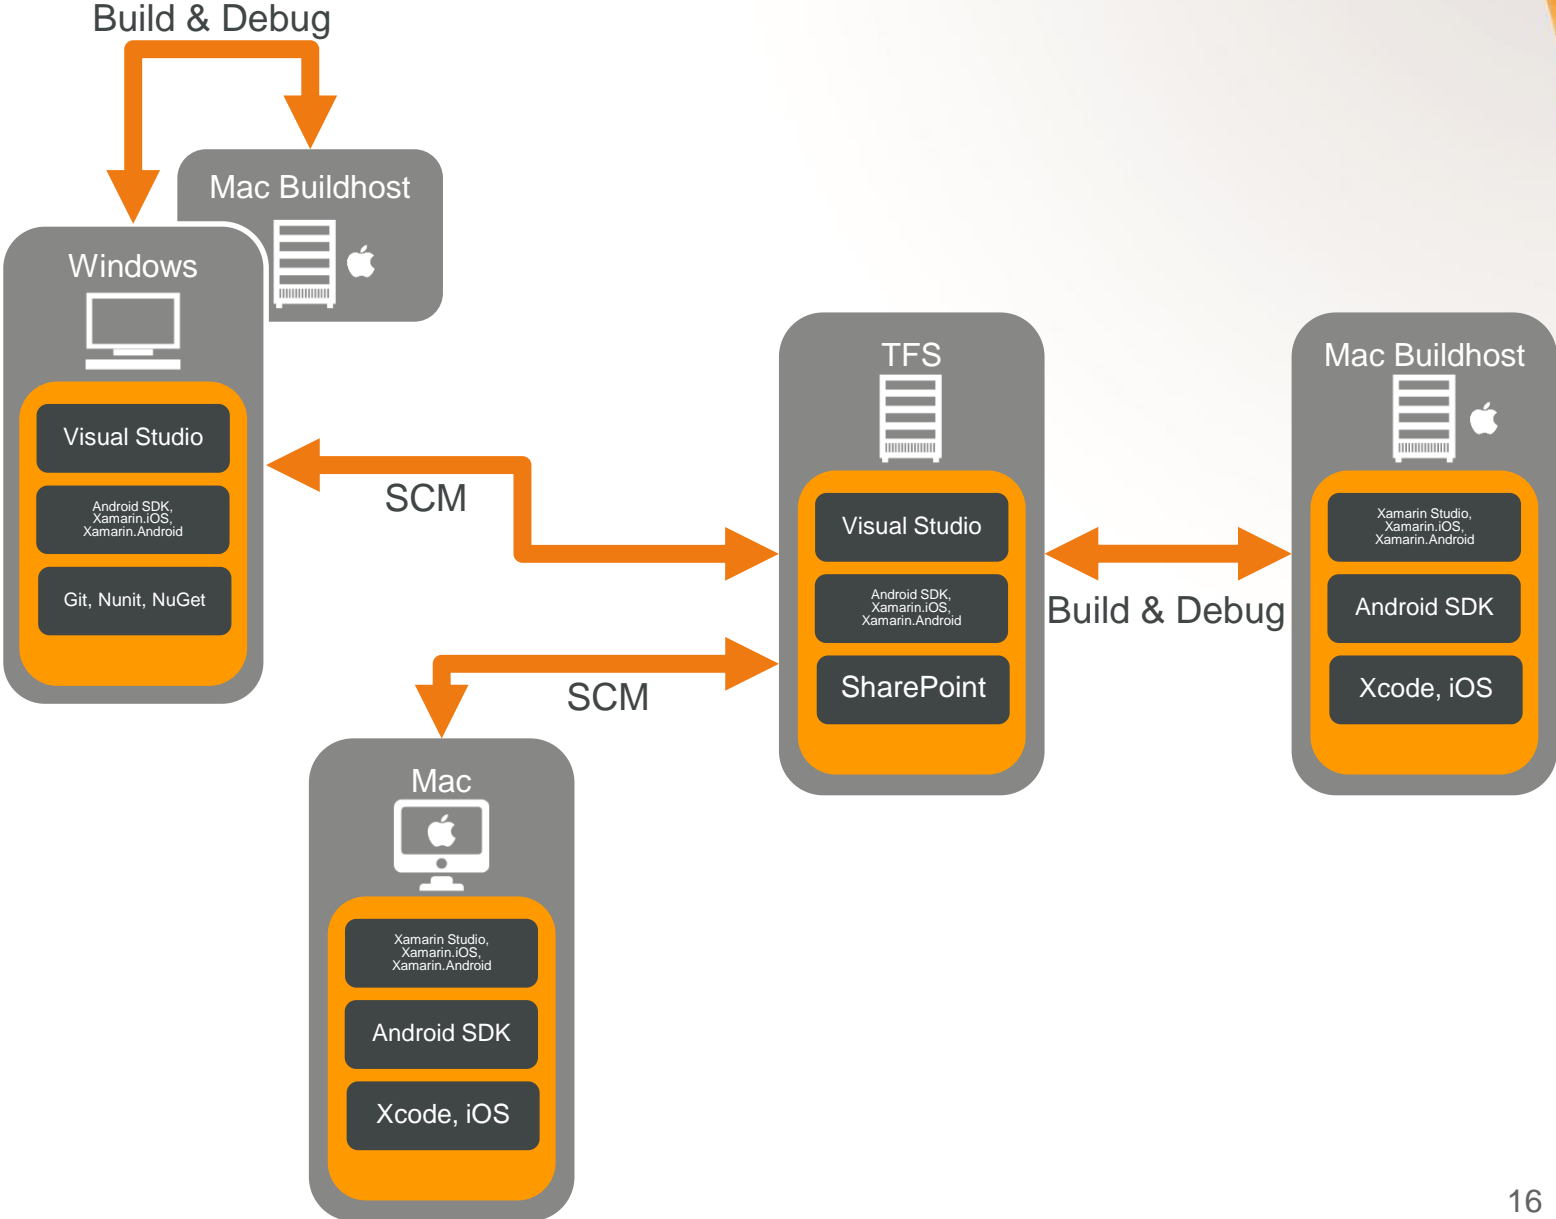 Build & Debug
Mac Buildhost
Windows
Visual Studio
Android SDK,
Xamarin.iOS,
Xamarin.Android
Git, Nunit, NuGet
SCM
TFS
Visual Studio
Android SDK,
Xamarin.iOS,
Xamarin.Android
SharePoint
Build & Debug
Mac Buildhost
Xamarin Studio,
Xamarin.iOS,
Xamarin.Android
Android SDK
Xcode, iOS
SCM
Mac
Xamarin Studio,
Xamarin.iOS,
Xamarin.Android
Android SDK
Xcode, iOS
16